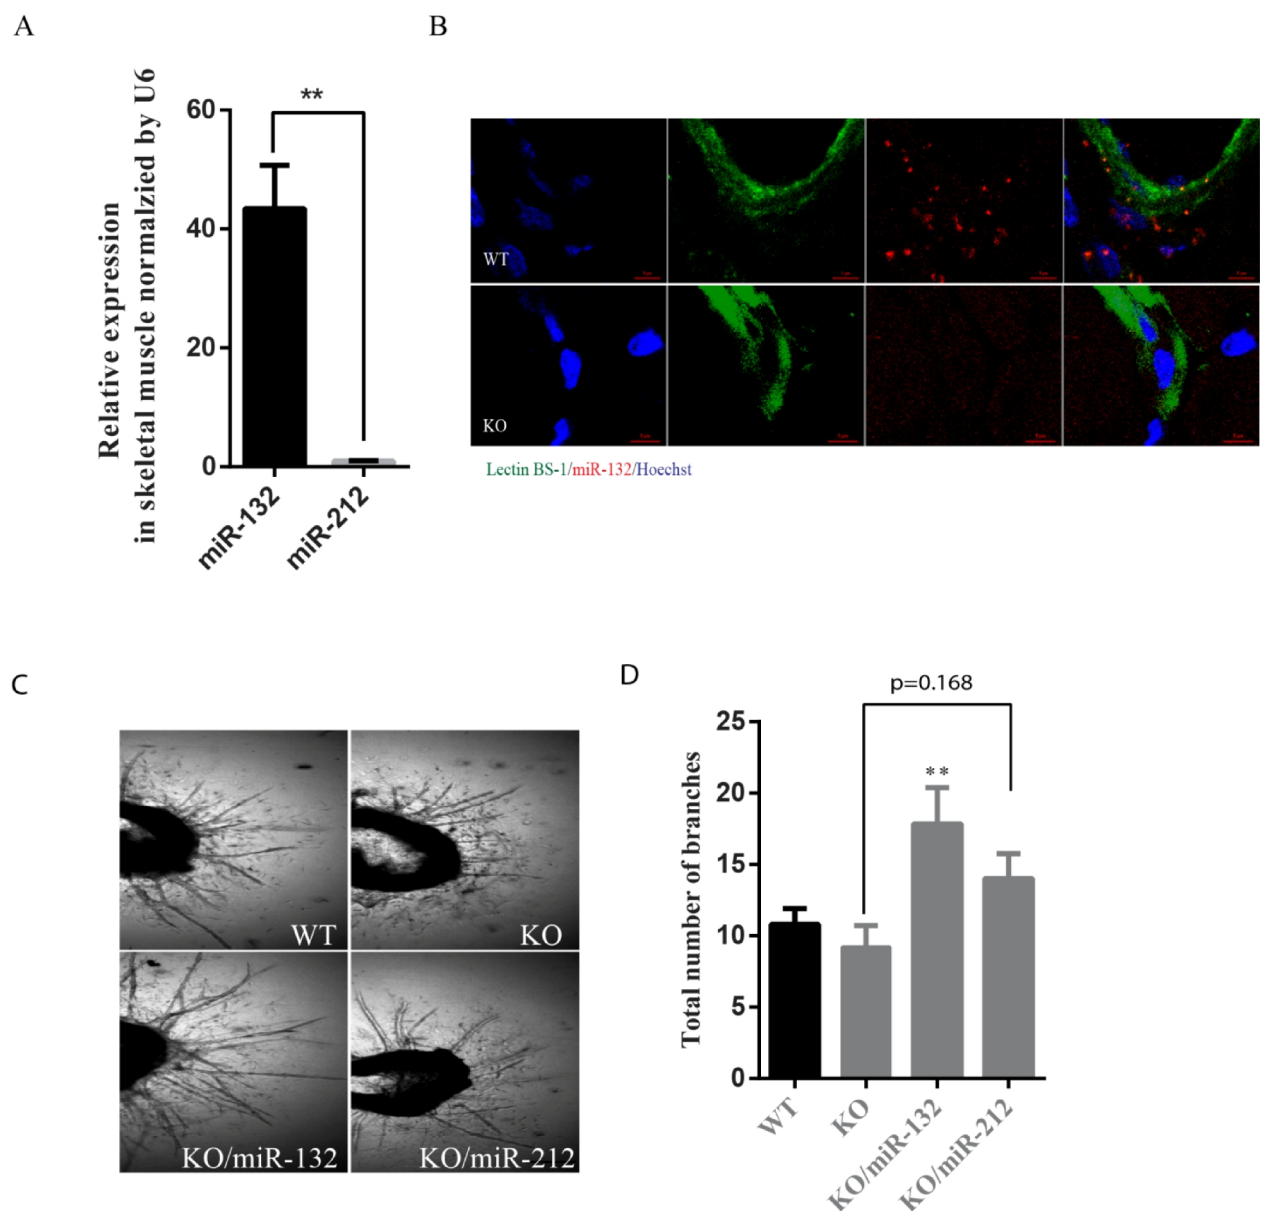 A
Relative expression
in skeletal muscle normalzied by U6
60
40
20
0
**
miR-132
miR-212
B
WT
KO
Lectin BS-1/miR-132/Hoechst
C
WT
KO
KO/miR-132
KO/miR-212
D
p=0.168
Total number of branches
25
20
15
10
5
0
**
WT
KO
KO/miR-132
KO/miR-212